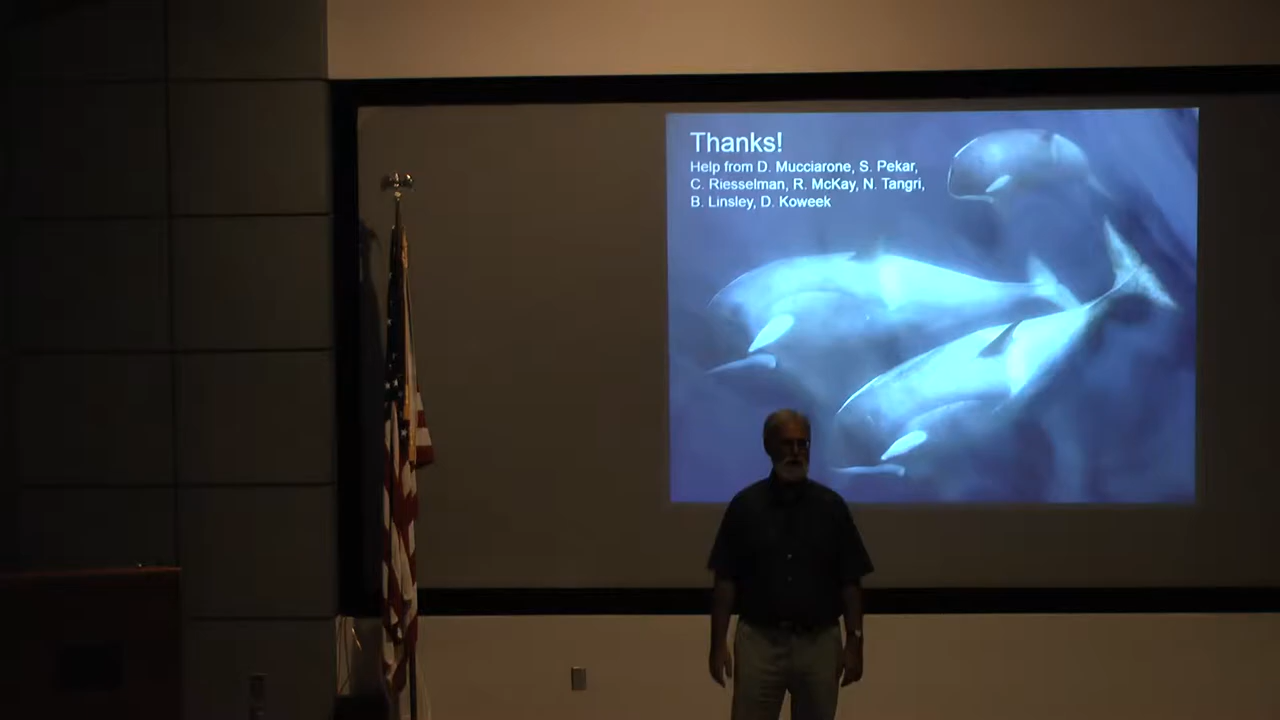 Thanks!
Help from D. Mucciarone, S. Pekar,
C. Riesselman, R. McKay, N. Tangri,
B. Linsley, D. Koweek